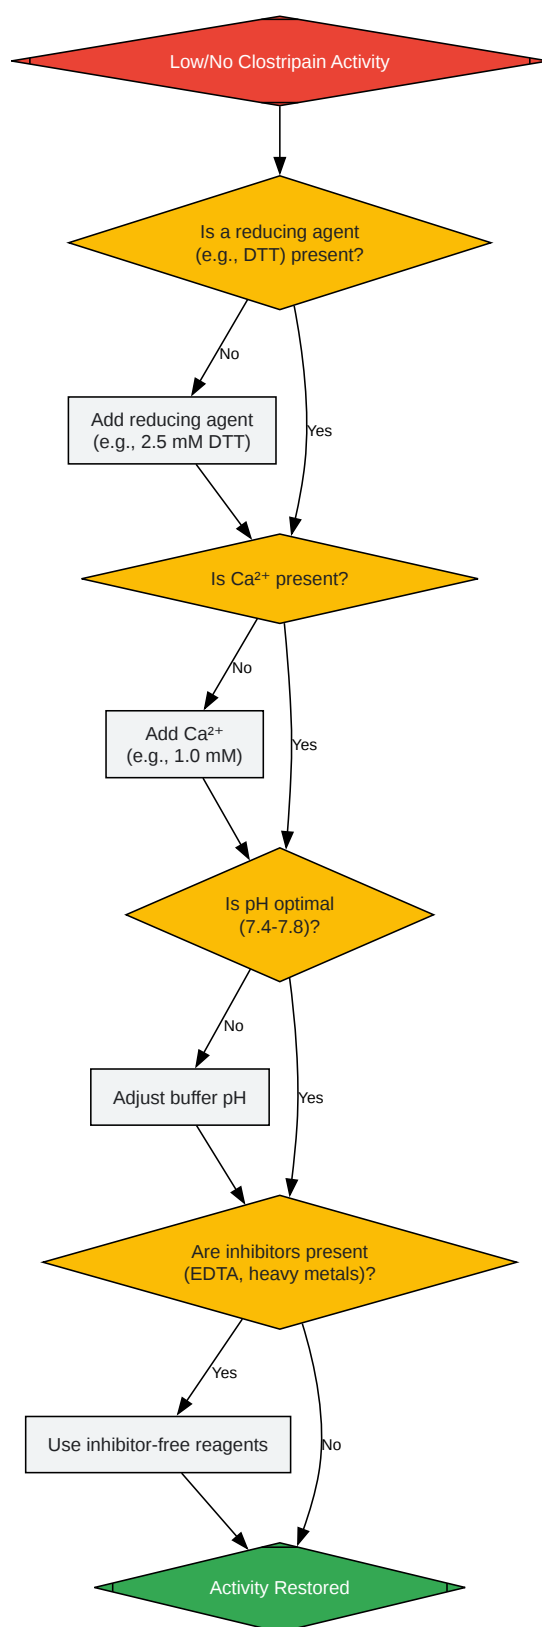 Low/No Clostripain Activity
Is a reducing agent
(e.g., DTT) present?
No
Add reducing agent
(e.g., 2.5 mM DTT)
Yes
Is Ca²⁺ present?
No
Add Ca²⁺
(e.g., 1.0 mM)
Yes
Is pH optimal
(7.4-7.8)?
No
Adjust buffer pH
Yes
Are inhibitors present
(EDTA, heavy metals)?
Yes
Use inhibitor-free reagents
No
Activity Restored